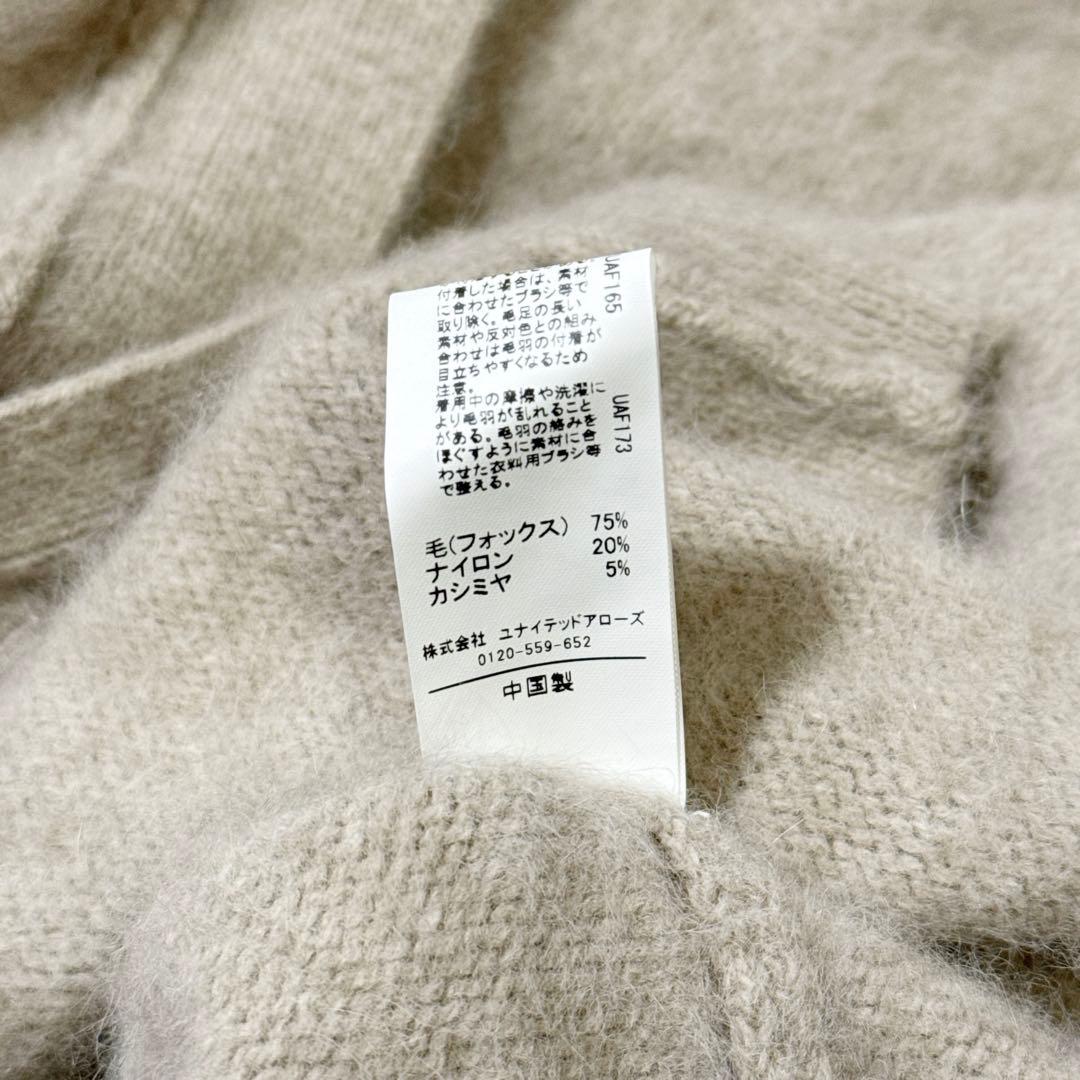 付着した場合は、素材
に合わせたブラシ等で
取り除く。毛足の長い
素材や反対色との組み
合わせは毛羽の付着が
目立ちやすくなるため
注意。
着用中の摩擦や洗濯に
より毛羽が乱れること
がある。毛羽の絡みを
ほぐすように素材に合
わせた衣料用ブラシ等
で整える。
UAF165
UAF173
毛(フォックス) 75%
ナイロン 20%
カシミヤ 5%
株式会社 ユナイテッドアローズ
0120-559-652
中国製